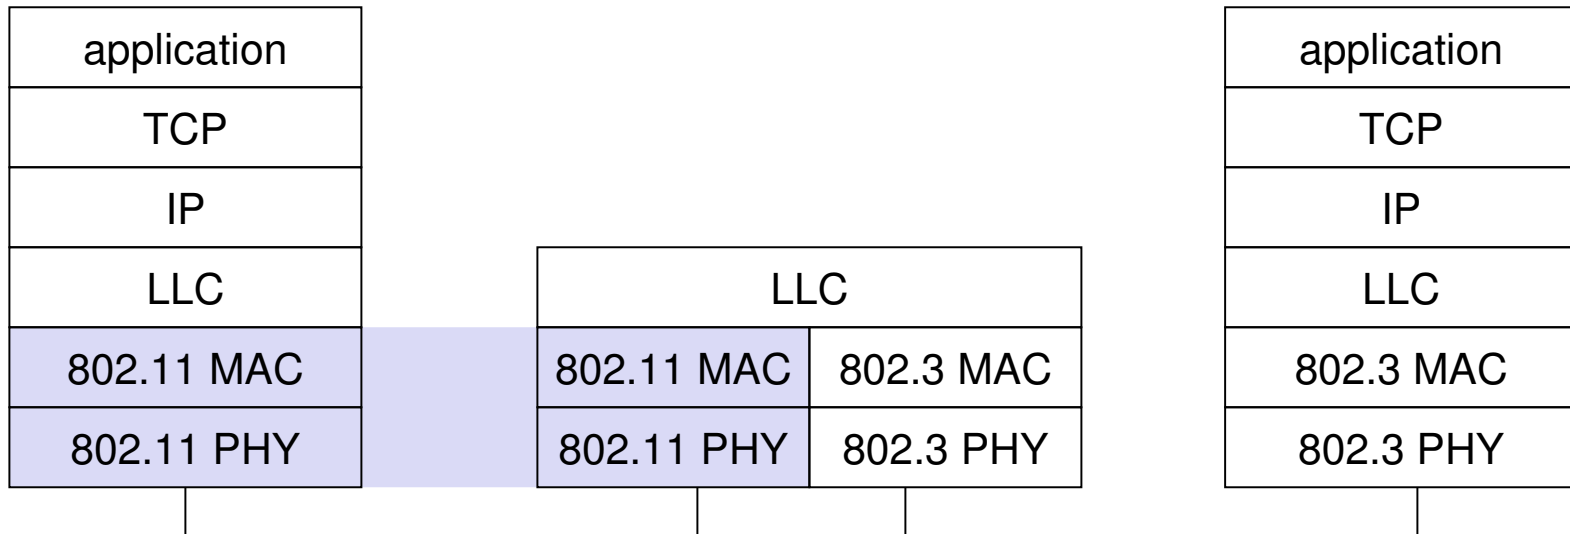 application
TCP
IP
LLC
802.11 MAC
802.11 PHY
LLC
802.11 MAC
802.3 MAC
802.11 PHY
802.3 PHY
application
TCP
IP
LLC
802.3 MAC
802.3 PHY